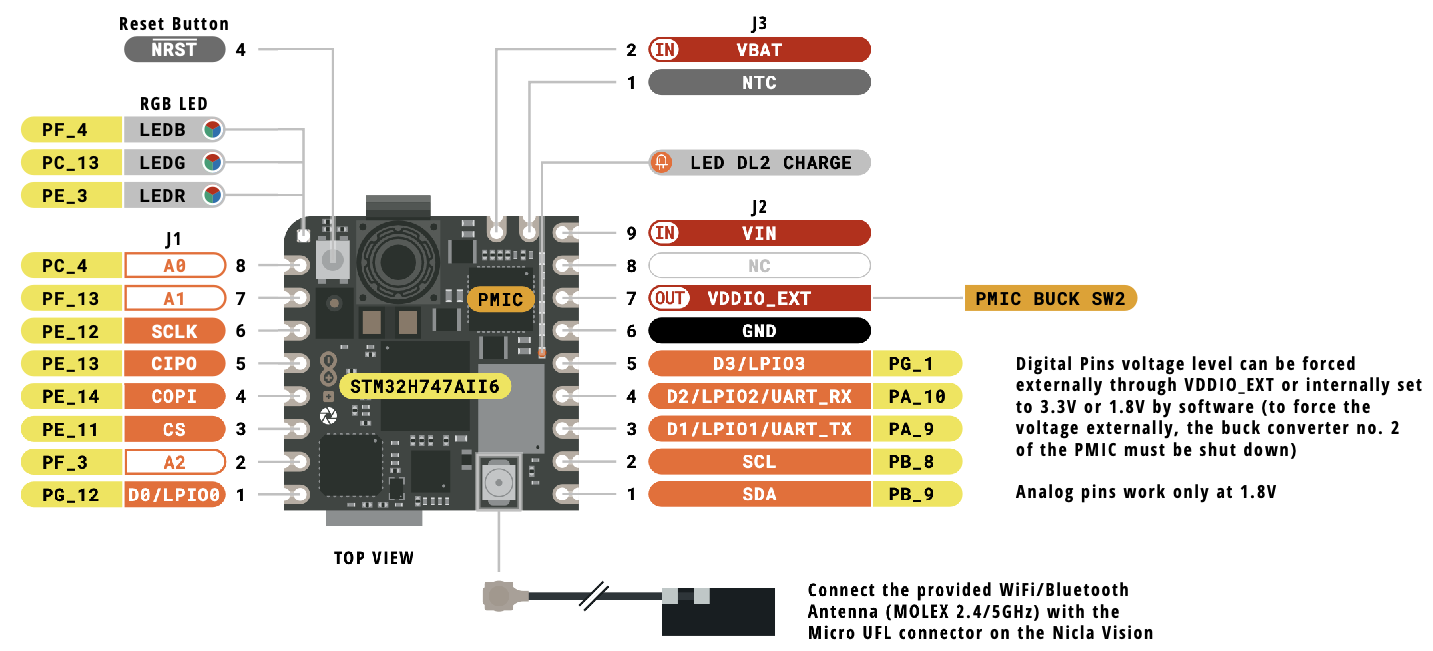 Reset Button
NRST 4
RGB LED
PF_4 LEDB
PC_13 LEDG
PE_3 LEDR
J1
PC_4 A0 8
PF_13 A1 7
PE_12 SCLK 6
PE_13 CIPO 5
PE_14 COPI 4
PE_11 CS 3
PF_3 A2 2
PG_12 D0/LPIO0 1
PMIC
STM32H747AII6
TOP VIEW
J3
2 IN VBAT
1 NTC
LED DL2 CHARGE
J2
9 IN VIN
8 NC
7 OUT VDDIO_EXT PMIC BUCK SW2
6 GND
5 D3/LPIO3 PG_1
4 D2/LPIO2/UART_RX PA_10
3 D1/LPIO1/UART_TX PA_9
2 SCL PB_8
1 SDA PB_9
Digital Pins voltage level can be forced
externally through VDDIO_EXT or internally set
to 3.3V or 1.8V by software (to force the
voltage externally, the buck converter no. 2
of the PMIC must be shut down)
Analog pins work only at 1.8V
Connect the provided WiFi/Bluetooth
Antenna (MOLEX 2.4/5GHz) with the
Micro UFL connector on the Nicla Vision